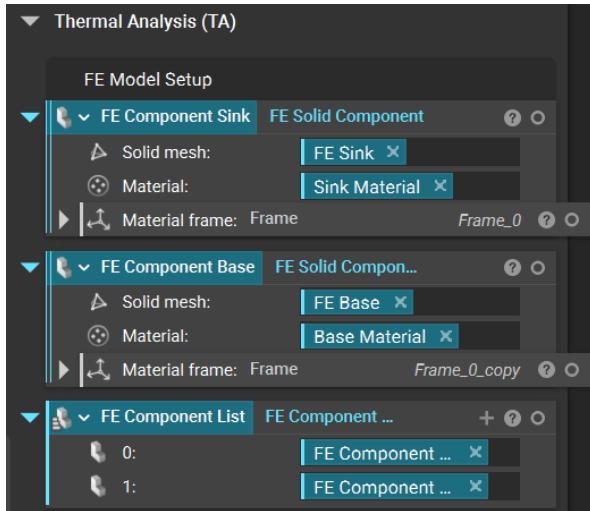 Thermal Analysis (TA)
FE Model Setup
FE Component Sink FE Solid Component
Solid mesh: FE Sink
Material: Sink Material
Material frame: Frame Frame_0
FE Component Base FE Solid Compon...
Solid mesh: FE Base
Material: Base Material
Material frame: Frame Frame_0_copy
FE Component List FE Component ...
0: FE Component ...
1: FE Component ...